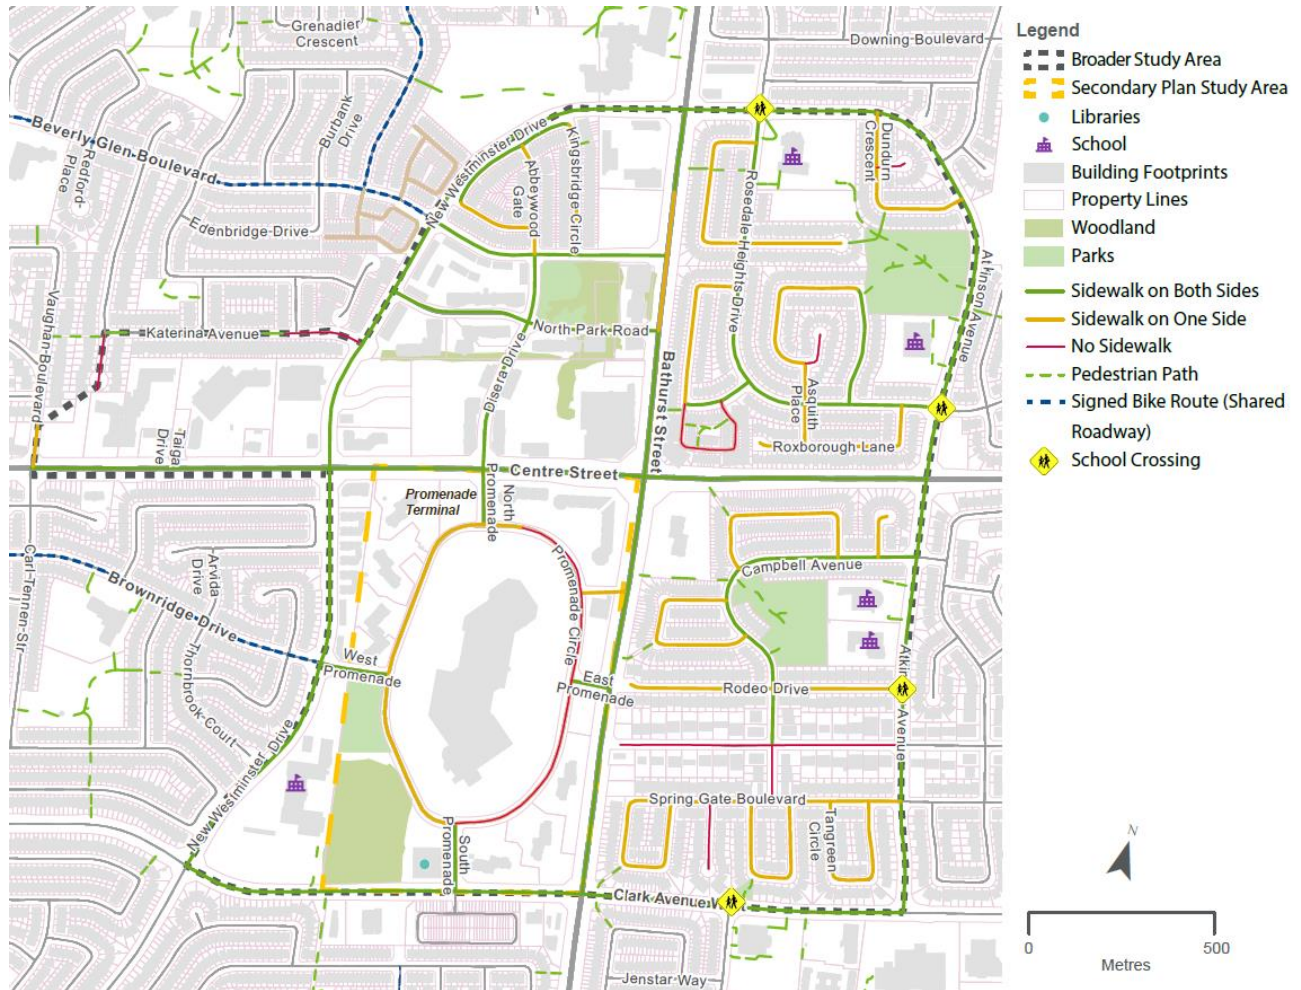 Grenadier
Crescent
Downing Boulevard
Burbank
Drive
Beverly Glen Boulevard
Redford
Place
New Westminster Drive
Kingsbridge Circle
Abbeywood
Gate
Dundurn
Crescent
Rosedale Heights Drive
Edenbridge Drive
Atkinson Avenue
Vaughan Boulevard
Katerina Avenue
North Park Road
Disera Drive
Bathurst Street
Asquith
Place
Roxborough Lane
Taiga
Drive
Centre Street
Promenade
Terminal
North
Promenade
Promenade Circle
Campbell Avenue
Carl Tennen Str
Arvida
Drive
Brownridge Drive
Thornbrook Court
West
Promenade
East
Promenade
Rodeo Drive
Atkin
Avenue
New Westminster Drive
Spring Gate Boulevard
Tangreen
Circle
South
Promenade
Clark Avenue W
Jenstar Way
Legend
Broader Study Area
Secondary Plan Study Area
Libraries
School
Building Footprints
Property Lines
Woodland
Parks
Sidewalk on Both Sides
Sidewalk on One Side
No Sidewalk
Pedestrian Path
Signed Bike Route (Shared
Roadway)
School Crossing
N
0
500
Metres